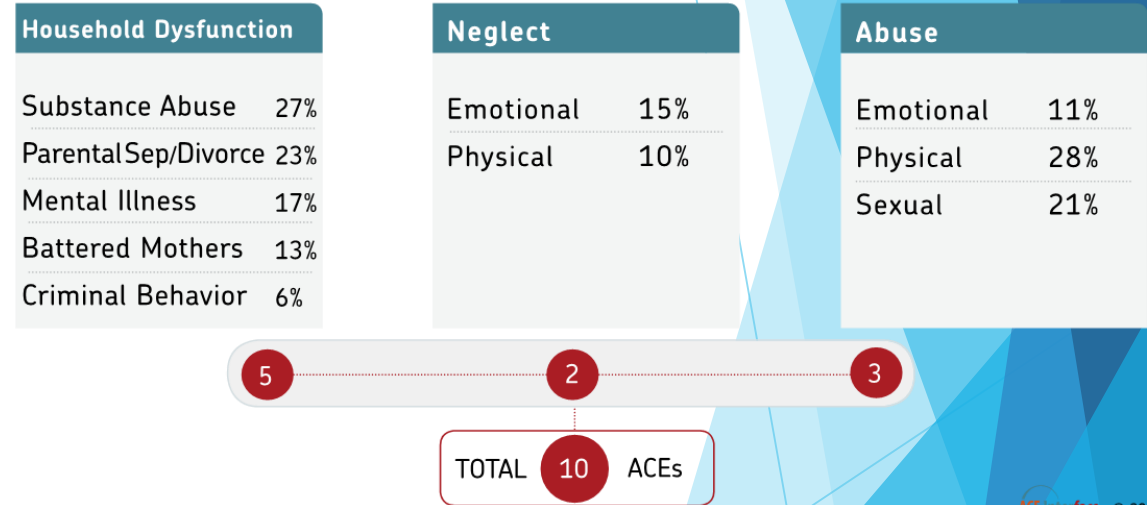 Household Dysfunction
Substance Abuse 27%
Parental Sep/Divorce 23%
Mental Illness 17%
Battered Mothers 13%
Criminal Behavior 6%
Neglect
Emotional 15%
Physical 10%
Abuse
Emotional 11%
Physical 28%
Sexual 21%
5 2 3
TOTAL 10 ACEs